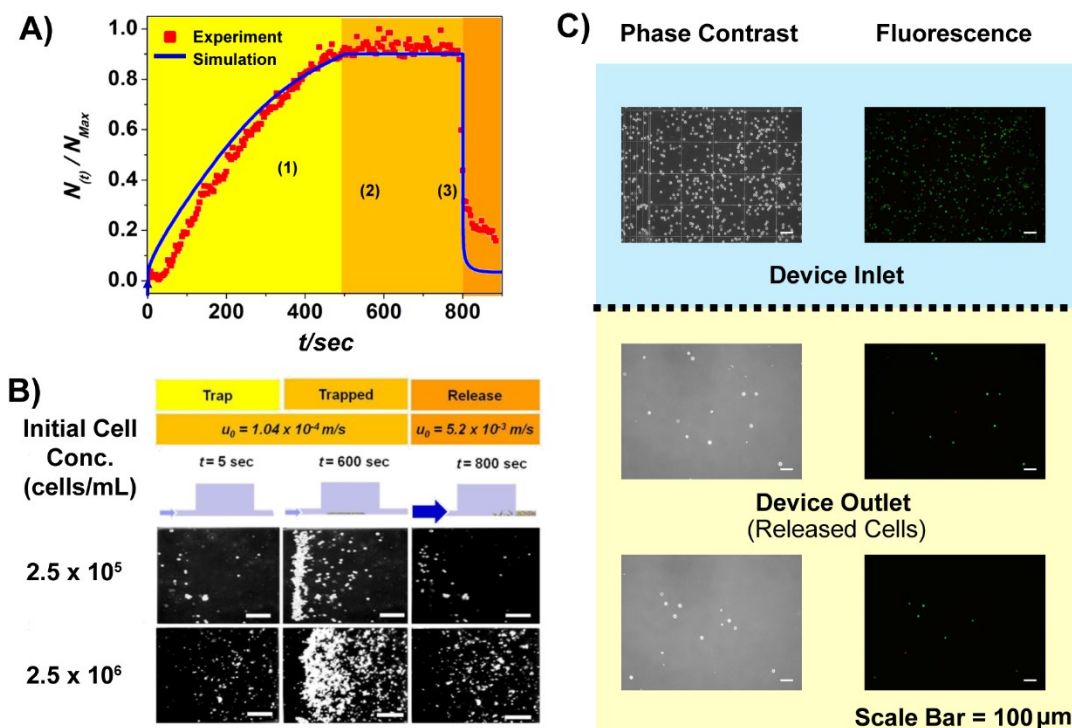 A)
N(t) / NMax
1.0
0.8
0.6
0.4
0.2
0.0
Experiment
Simulation
(1)
(2)
(3)
0 200 400 600 800
t/sec
B)
Trap Trapped Release
u0 = 1.04 x 10-4 m/s u0 = 5.2 x 10-3 m/s
Initial Cell
Conc.
(cells/mL)
t = 5 sec t = 600 sec t = 800 sec
2.5 x 10⁵
2.5 x 10⁶
C)
Phase Contrast Fluorescence
Device Inlet
Device Outlet
(Released Cells)
Scale Bar = 100 µm